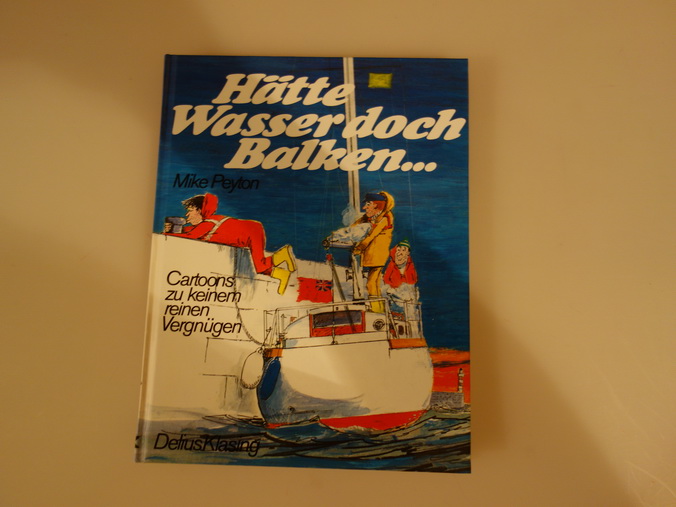 Hätte
Wasser doch
Balken...
Mike Peyton
Cartoons
zu keinem
reinen
Vergnügen
Delius Klasing